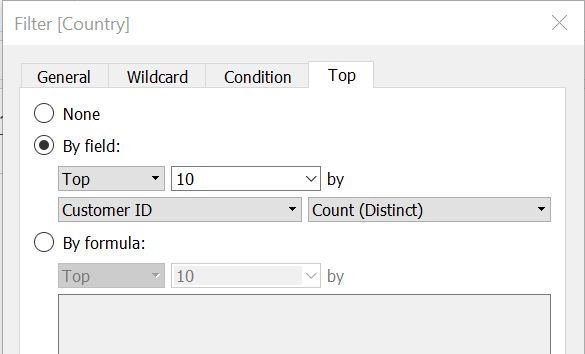 Filter [Country]
General Wildcard Condition Top
None
By field:
Top 10 by
Customer ID Count (Distinct)
By formula:
Top 10 by